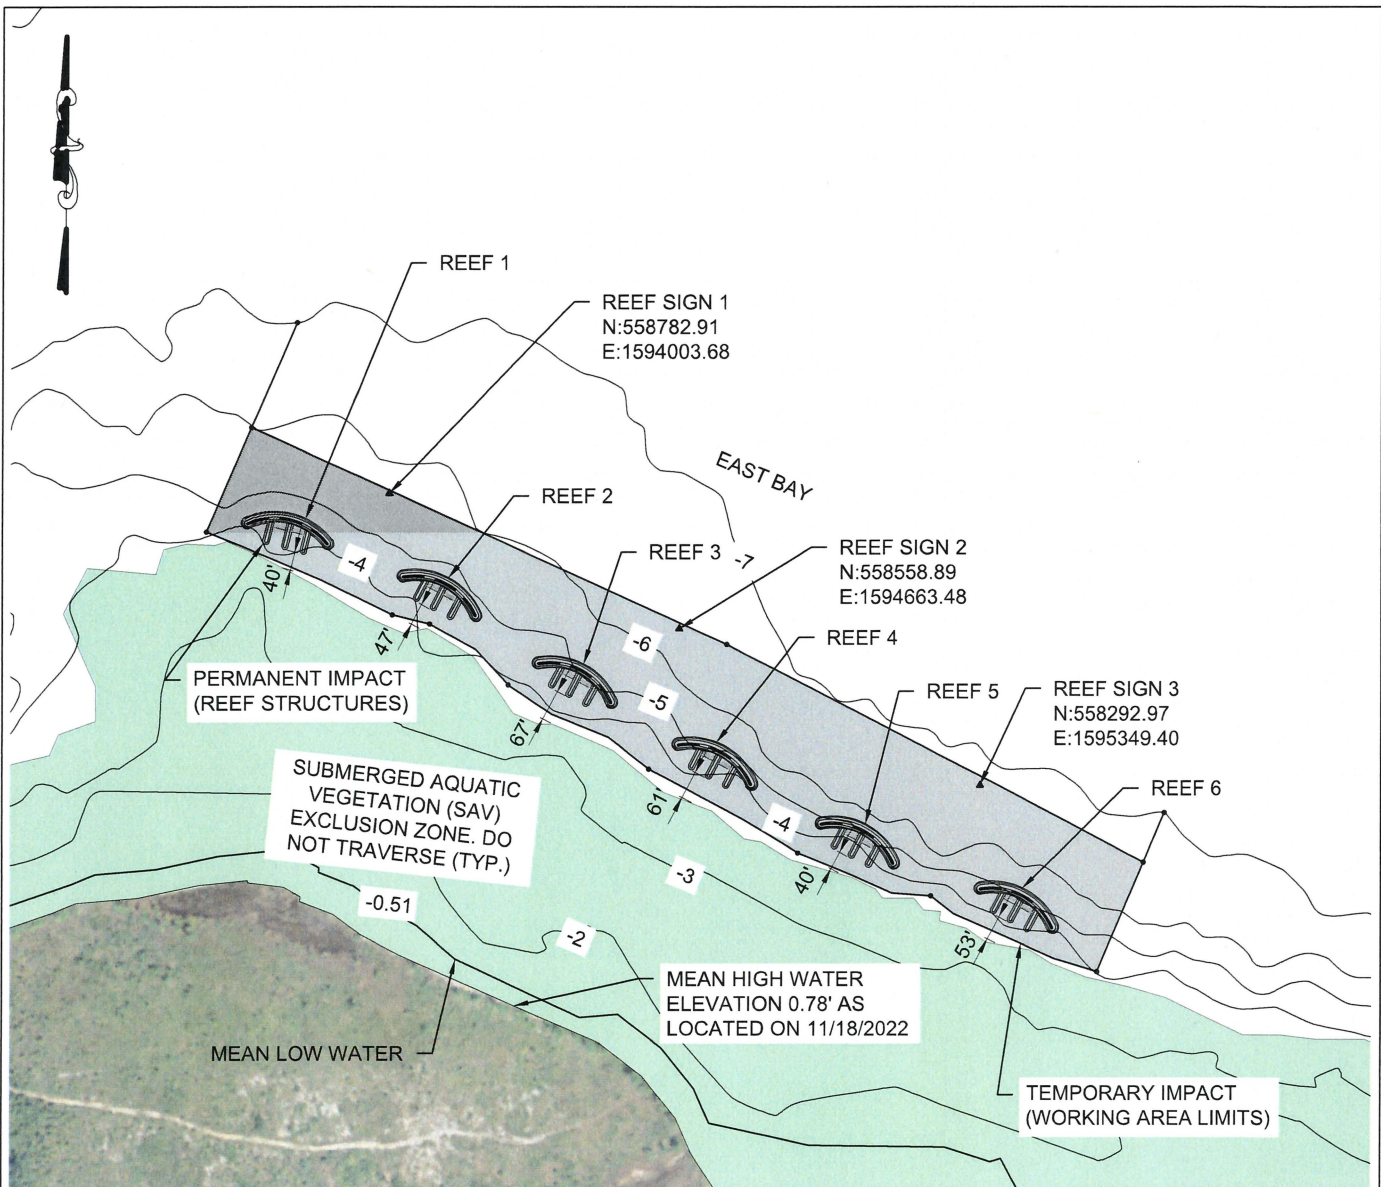 REEF 1
REEF SIGN 1
N:558782.91
E:1594003.68
EAST BAY
REEF 2
REEF 3
-7
REEF SIGN 2
N:558558.89
E:1594663.48
-4
40'
REEF 4
-6
47'
PERMANENT IMPACT
(REEF STRUCTURES)
REEF 5
REEF SIGN 3
N:558292.97
E:1595349.40
-5
67'
SUBMERGED AQUATIC
VEGETATION (SAV)
EXCLUSION ZONE. DO
NOT TRAVERSE (TYP.)
61'
REEF 6
-4
-3
40'
-0.51
-2
53'
MEAN HIGH WATER
ELEVATION 0.78' AS
LOCATED ON 11/18/2022
MEAN LOW WATER
TEMPORARY IMPACT
(WORKING AREA LIMITS)